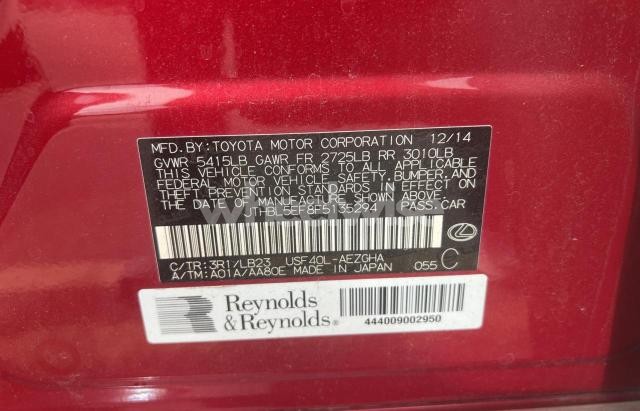 MFD.BY:TOYOTA MOTOR CORPORATION 12/14
GVWR 5415LB GAWR FR 2725LB RR 3010LB
THIS VEHICLE CONFORMS TO ALL APPLICABLE
FEDERAL MOTOR VEHICLE SAFETY,BUMPER,AND
THEFT PREVENTION STANDARDS IN EFFECT ON
THE DATE OF MANUFACTURE SHOWN ABOVE.
JTHBL5EF8F5135294 PASS.CAR
C/TR:3R1/LB23 USF40L-AEZGHA
A/TM:A01A/AA80E MADE IN JAPAN 055 C
R Reynolds
&Reynolds®
444009002950